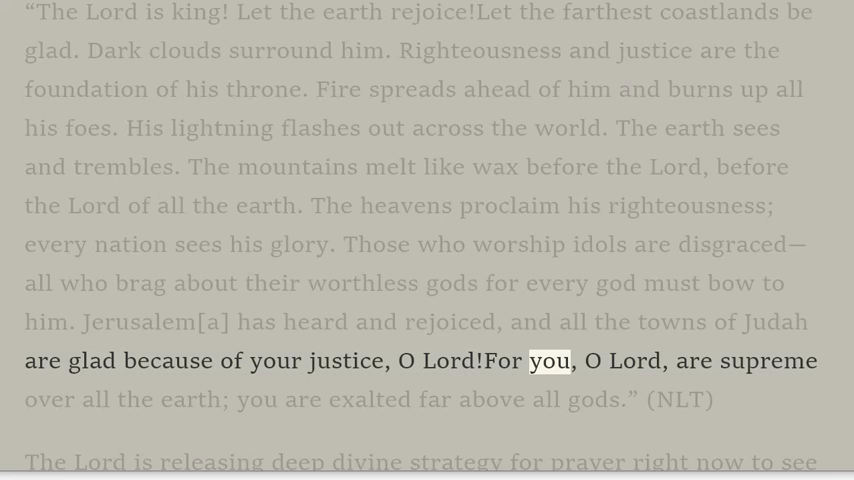 “The Lord is king! Let the earth rejoice!Let the farthest coastlands be
glad. Dark clouds surround him. Righteousness and justice are the
foundation of his throne. Fire spreads ahead of him and burns up all
his foes. His lightning flashes out across the world. The earth sees
and trembles. The mountains melt like wax before the Lord, before
the Lord of all the earth. The heavens proclaim his righteousness;
every nation sees his glory. Those who worship idols are disgraced—
all who brag about their worthless gods for every god must bow to
him. Jerusalem[a] has heard and rejoiced, and all the towns of Judah
are glad because of your justice, O Lord!For you, O Lord, are supreme
over all the earth; you are exalted far above all gods.” (NLT)
The Lord is releasing deep divine strategy for prayer right now to see